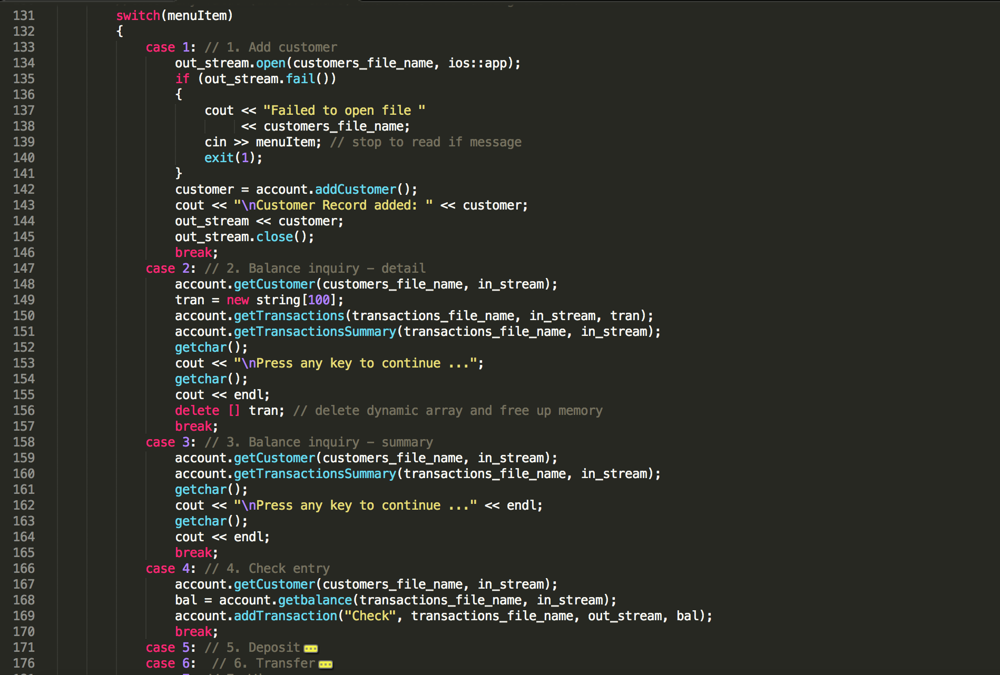 131 switch(menuItem)
132 {
133 case 1: // 1. Add customer
134 out_stream.open(customers_file_name, ios::app);
135 if (out_stream.fail())
136 {
137 cout << "Failed to open file "
138 << customers_file_name;
139 cin >> menuItem; // stop to read if message
140 exit(1);
141 }
142 customer = account.addCustomer();
143 cout << "\nCustomer Record added: " << customer;
144 out_stream << customer;
145 out_stream.close();
146 break;
147 case 2: // 2. Balance inquiry – detail
148 account.getCustomer(customers_file_name, in_stream);
149 tran = new string[100];
150 account.getTransactions(transactions_file_name, in_stream, tran);
151 account.getTransactionsSummary(transactions_file_name, in_stream);
152 getchar();
153 cout << "\nPress any key to continue ...";
154 getchar();
155 cout << endl;
156 delete [] tran; // delete dynamic array and free up memory
157 break;
158 case 3: // 3. Balance inquiry – summary
159 account.getCustomer(customers_file_name, in_stream);
160 account.getTransactionsSummary(transactions_file_name, in_stream);
161 getchar();
162 cout << "\nPress any key to continue ..." << endl;
163 getchar();
164 cout << endl;
165 break;
166 case 4: // 4. Check entry
167 account.getCustomer(customers_file_name, in_stream);
168 bal = account.getbalance(transactions_file_name, in_stream);
169 account.addTransaction("Check", transactions_file_name, out_stream, bal);
170 break;
171 case 5: // 5. Deposit
176 case 6: // 6. Transfer